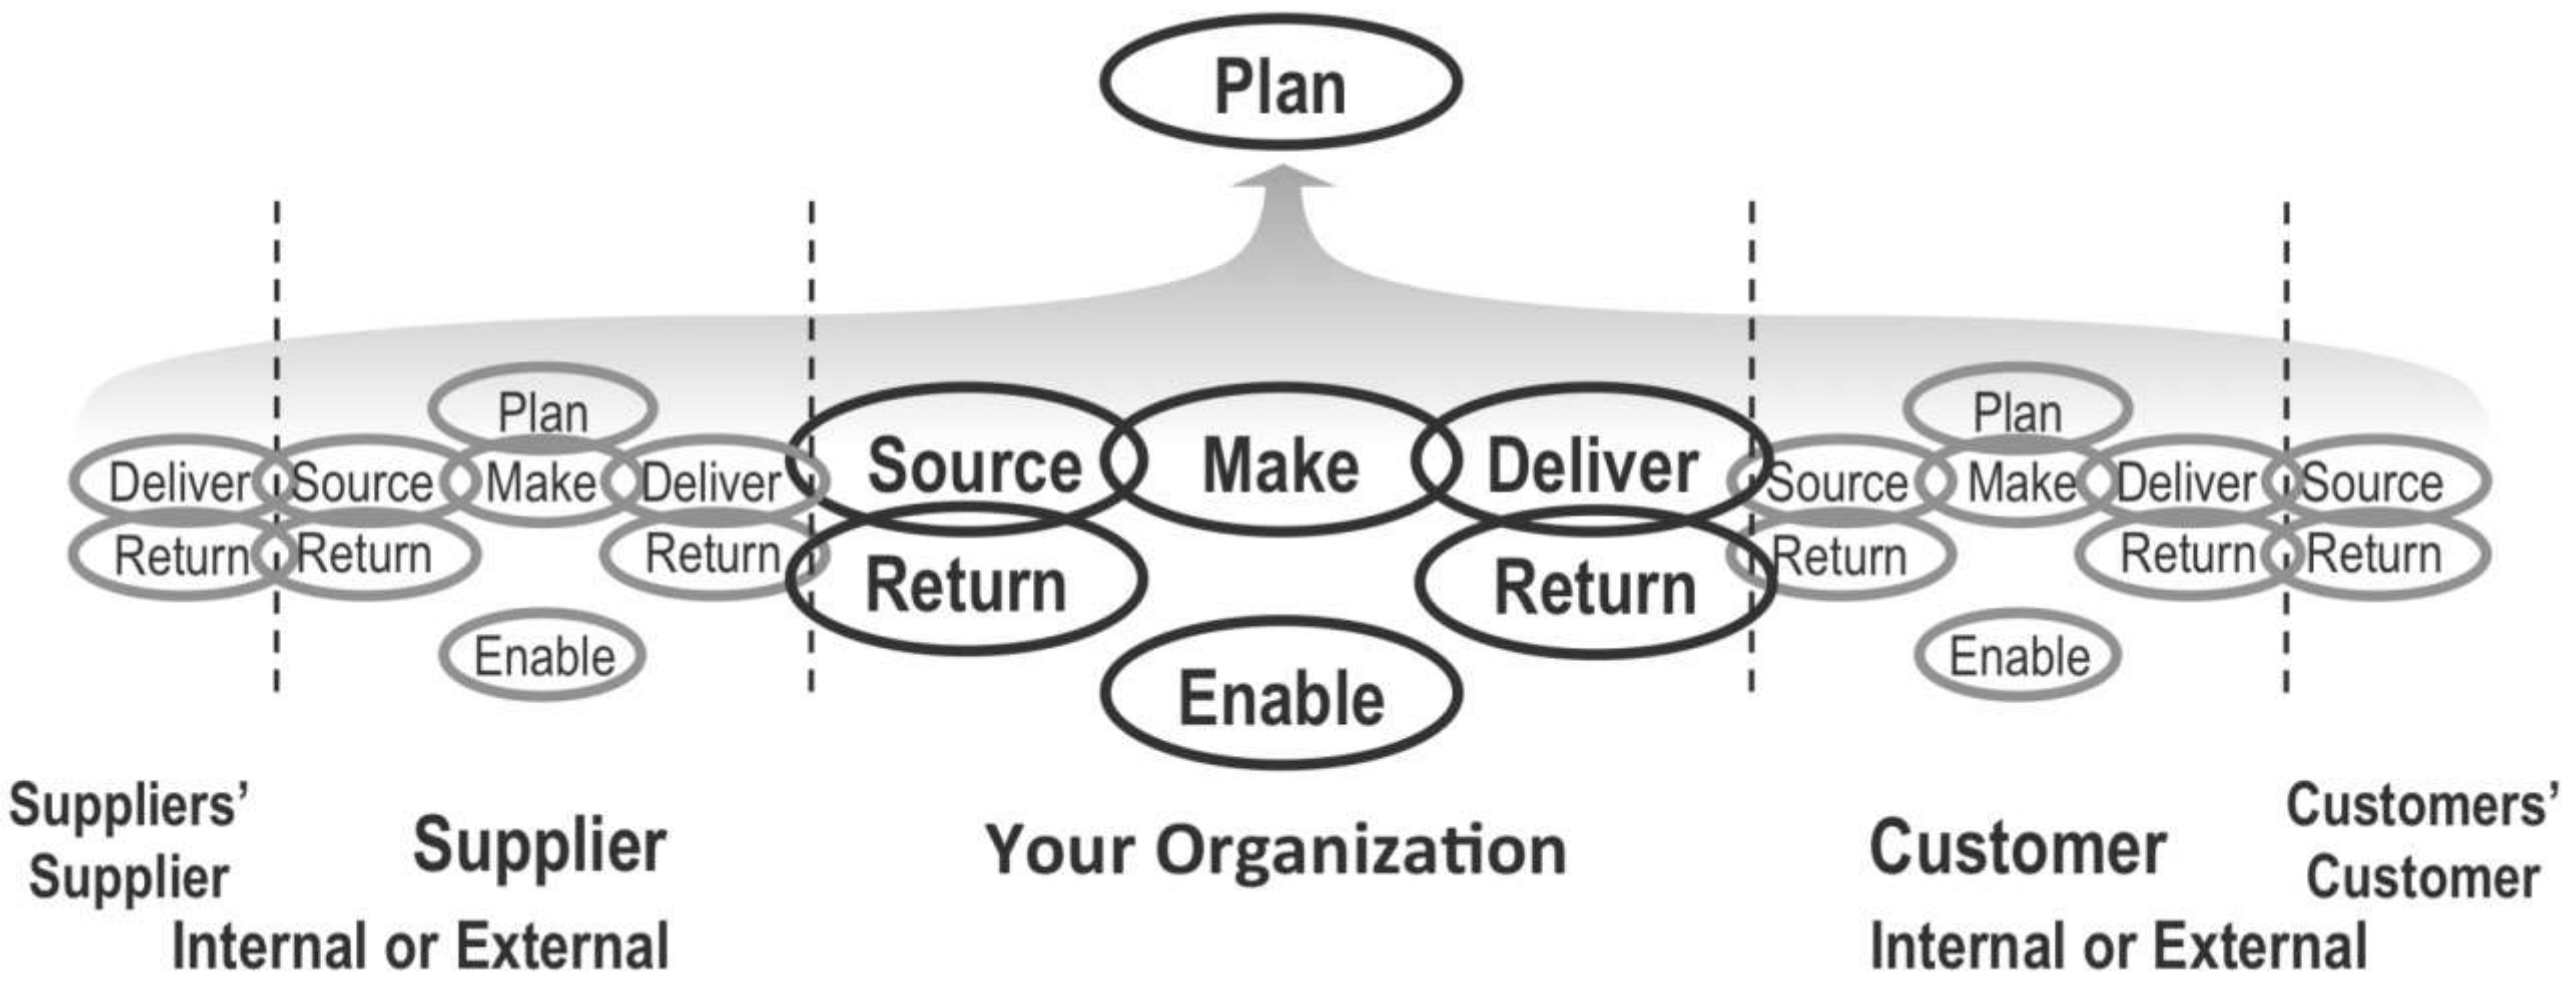 Plan
Plan
Plan
Deliver Source Make Deliver Source Make Deliver Source Make Deliver Source
Return Return Return Return Return Return Return Return
Enable Enable Enable
Suppliers’
Supplier
Supplier
Internal or External
Your Organization
Customer
Internal or External
Customers’
Customer